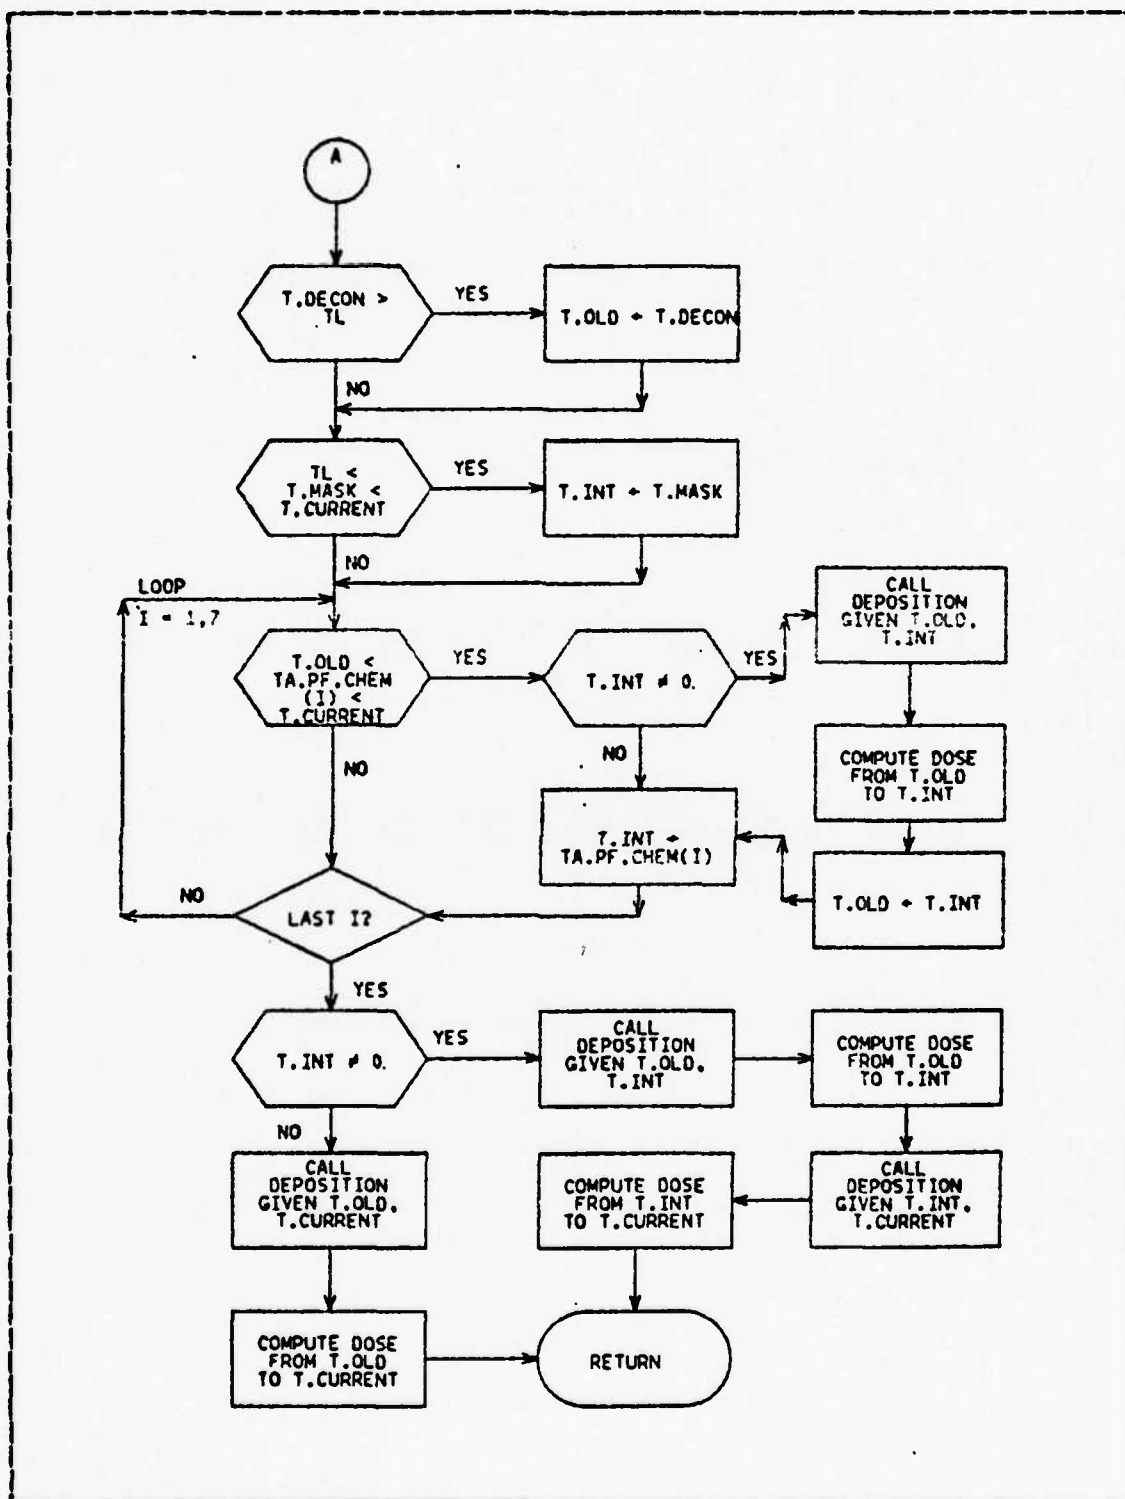 A
T.DECON >
TL
YES
T.OLD ← T.DECON
NO
TL <
T.MASK <
T.CURRENT
YES
T.INT ← T.MASK
NO
LOOP
I = 1,7
T.OLD <
TA.PF.CHEM
(I) <
T.CURRENT
YES
T.INT ≠ 0.
YES
CALL
DEPOSITION
GIVEN T.OLD,
T.INT
NO
NO
COMPUTE DOSE
FROM T.OLD
TO T.INT
T.INT ←
TA.PF.CHEM(I)
T.OLD ← T.INT
NO
LAST I?
YES
T.INT ≠ 0.
YES
CALL
DEPOSITION
GIVEN T.OLD,
T.INT
COMPUTE DOSE
FROM T.OLD
TO T.INT
NO
CALL
DEPOSITION
GIVEN T.OLD,
T.CURRENT
COMPUTE DOSE
FROM T.INT
TO T.CURRENT
CALL
DEPOSITION
GIVEN T.INT,
T.CURRENT
COMPUTE DOSE
FROM T.OLD
TO T.CURRENT
RETURN